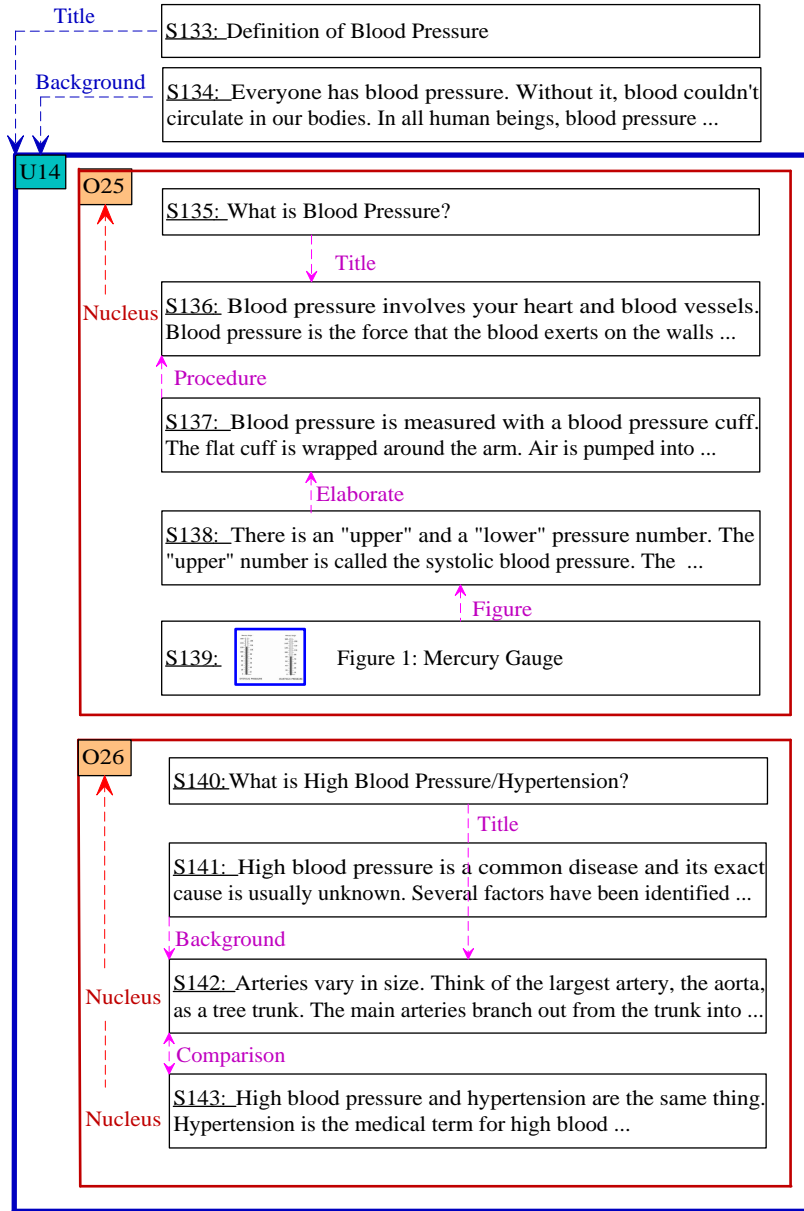 Title
S133: Definition of Blood Pressure
Background
S134: Everyone has blood pressure. Without it, blood couldn't
circulate in our bodies. In all human beings, blood pressure ...
U14
O25
S135: What is Blood Pressure?
Title
Nucleus
S136: Blood pressure involves your heart and blood vessels.
Blood pressure is the force that the blood exerts on the walls ...
Procedure
S137: Blood pressure is measured with a blood pressure cuff.
The flat cuff is wrapped around the arm. Air is pumped into ...
Elaborate
S138: There is an "upper" and a "lower" pressure number. The
"upper" number is called the systolic blood pressure. The ...
Figure
S139: Figure 1: Mercury Gauge
O26
S140: What is High Blood Pressure/Hypertension?
Title
S141: High blood pressure is a common disease and its exact
cause is usually unknown. Several factors have been identified ...
Background
Nucleus
S142: Arteries vary in size. Think of the largest artery, the aorta,
as a tree trunk. The main arteries branch out from the trunk into ...
Comparison
Nucleus
S143: High blood pressure and hypertension are the same thing.
Hypertension is the medical term for high blood ...